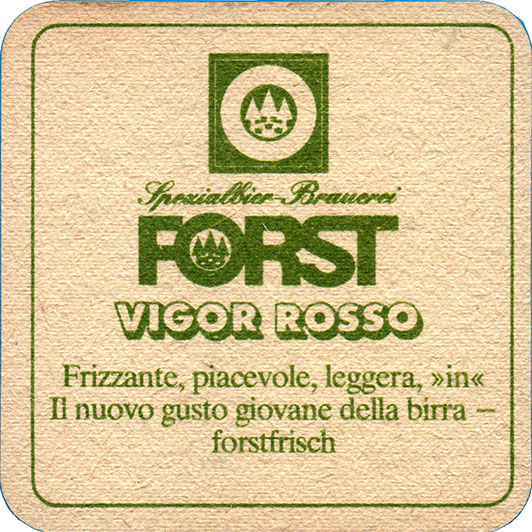 Spezialbier-Brauerei
FORST
VIGOR ROSSO
Frizzante, piacevole, leggera, »in«
Il nuovo gusto giovane della birra –
forstfrisch